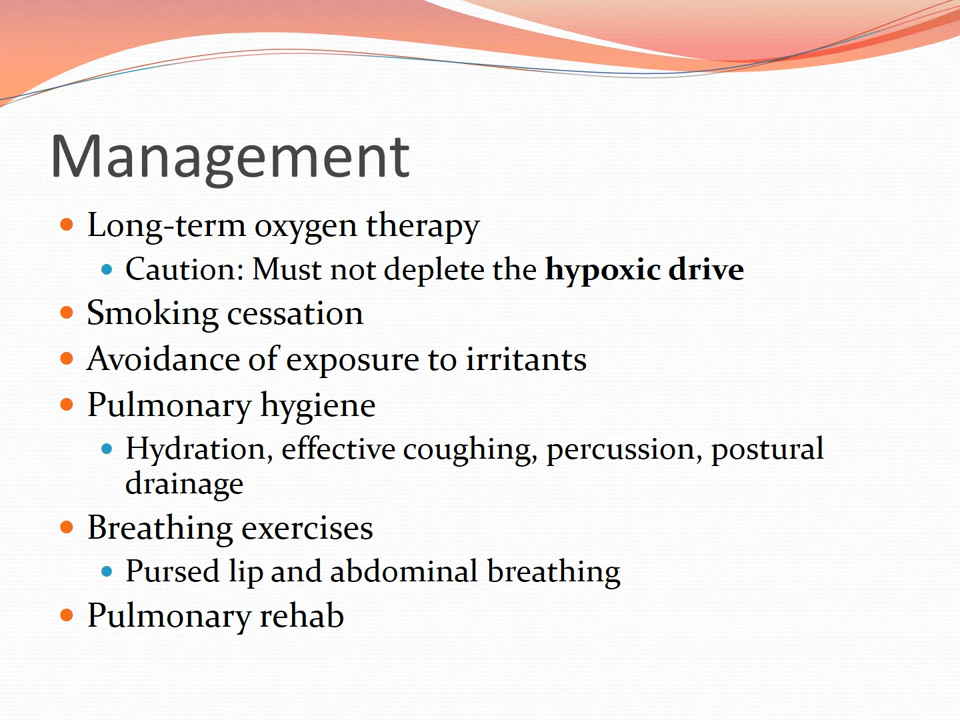 Management
Long-term oxygen therapy
Caution: Must not deplete the hypoxic drive
Smoking cessation
Avoidance of exposure to irritants
Pulmonary hygiene
Hydration, effective coughing, percussion, postural
drainage
Breathing exercises
Pursed lip and abdominal breathing
Pulmonary rehab